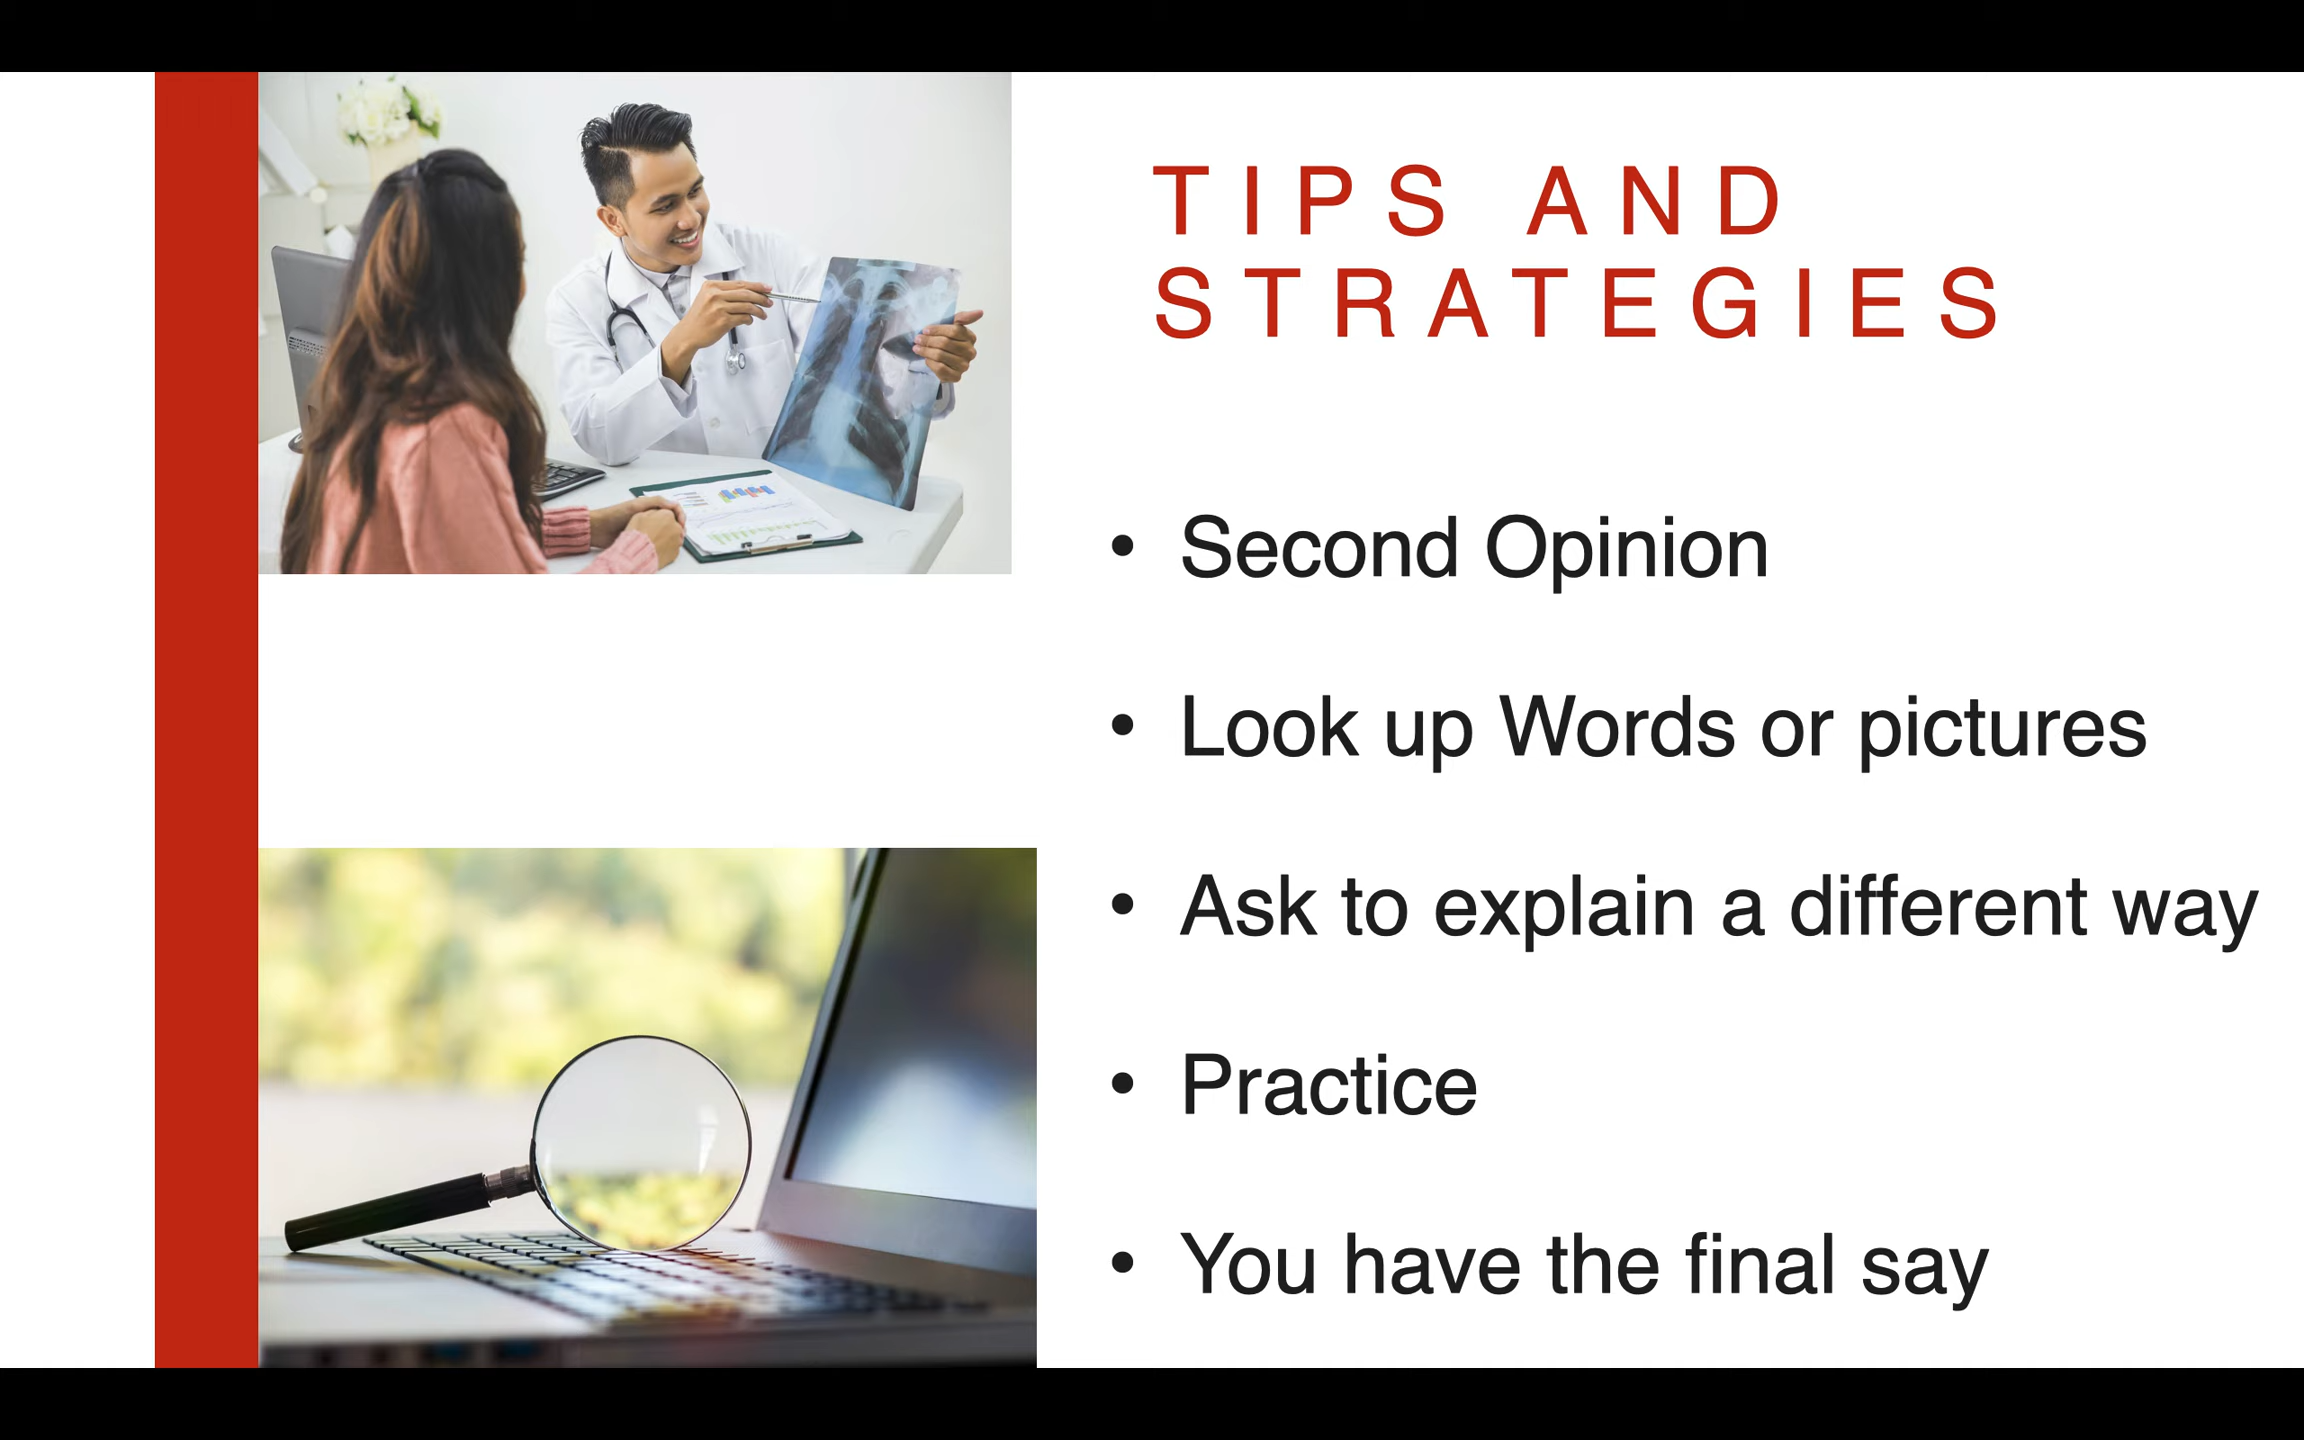 TIPS AND
STRATEGIES
• Second Opinion
• Look up Words or pictures
• Ask to explain a different way
• Practice
• You have the final say